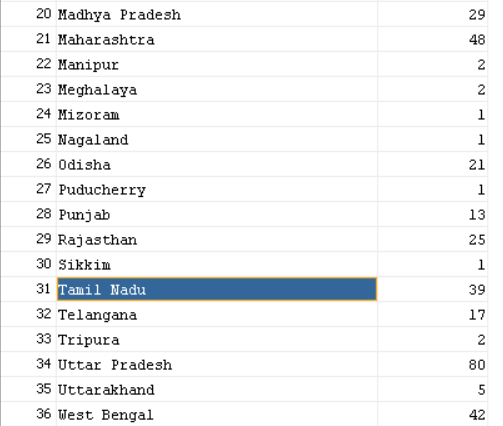 20 Madhya Pradesh 29
21 Maharashtra 48
22 Manipur 2
23 Meghalaya 2
24 Mizoram 1
25 Nagaland 1
26 Odisha 21
27 Puducherry 1
28 Punjab 13
29 Rajasthan 25
30 Sikkim 1
31 Tamil Nadu 39
32 Telangana 17
33 Tripura 2
34 Uttar Pradesh 80
35 Uttarakhand 5
36 West Bengal 42